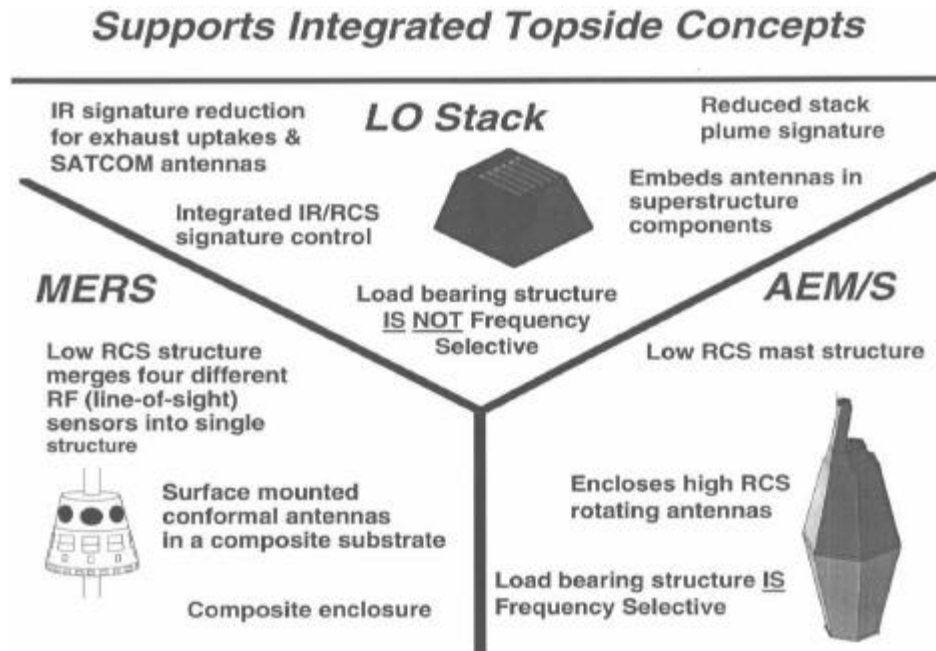 Supports Integrated Topside Concepts
IR signature reduction
for exhaust uptakes &
SATCOM antennas
LO Stack
Reduced stack
plume signature
Integrated IR/RCS
signature control
Embeds antennas in
superstructure
components
Load bearing structure
IS NOT Frequency
Selective
MERS
Low RCS structure
merges four different
RF (line-of-sight)
sensors into single
structure
Surface mounted
conformal antennas
in a composite substrate
Composite enclosure
AEM/S
Low RCS mast structure
Encloses high RCS
rotating antennas
Load bearing structure IS
Frequency Selective